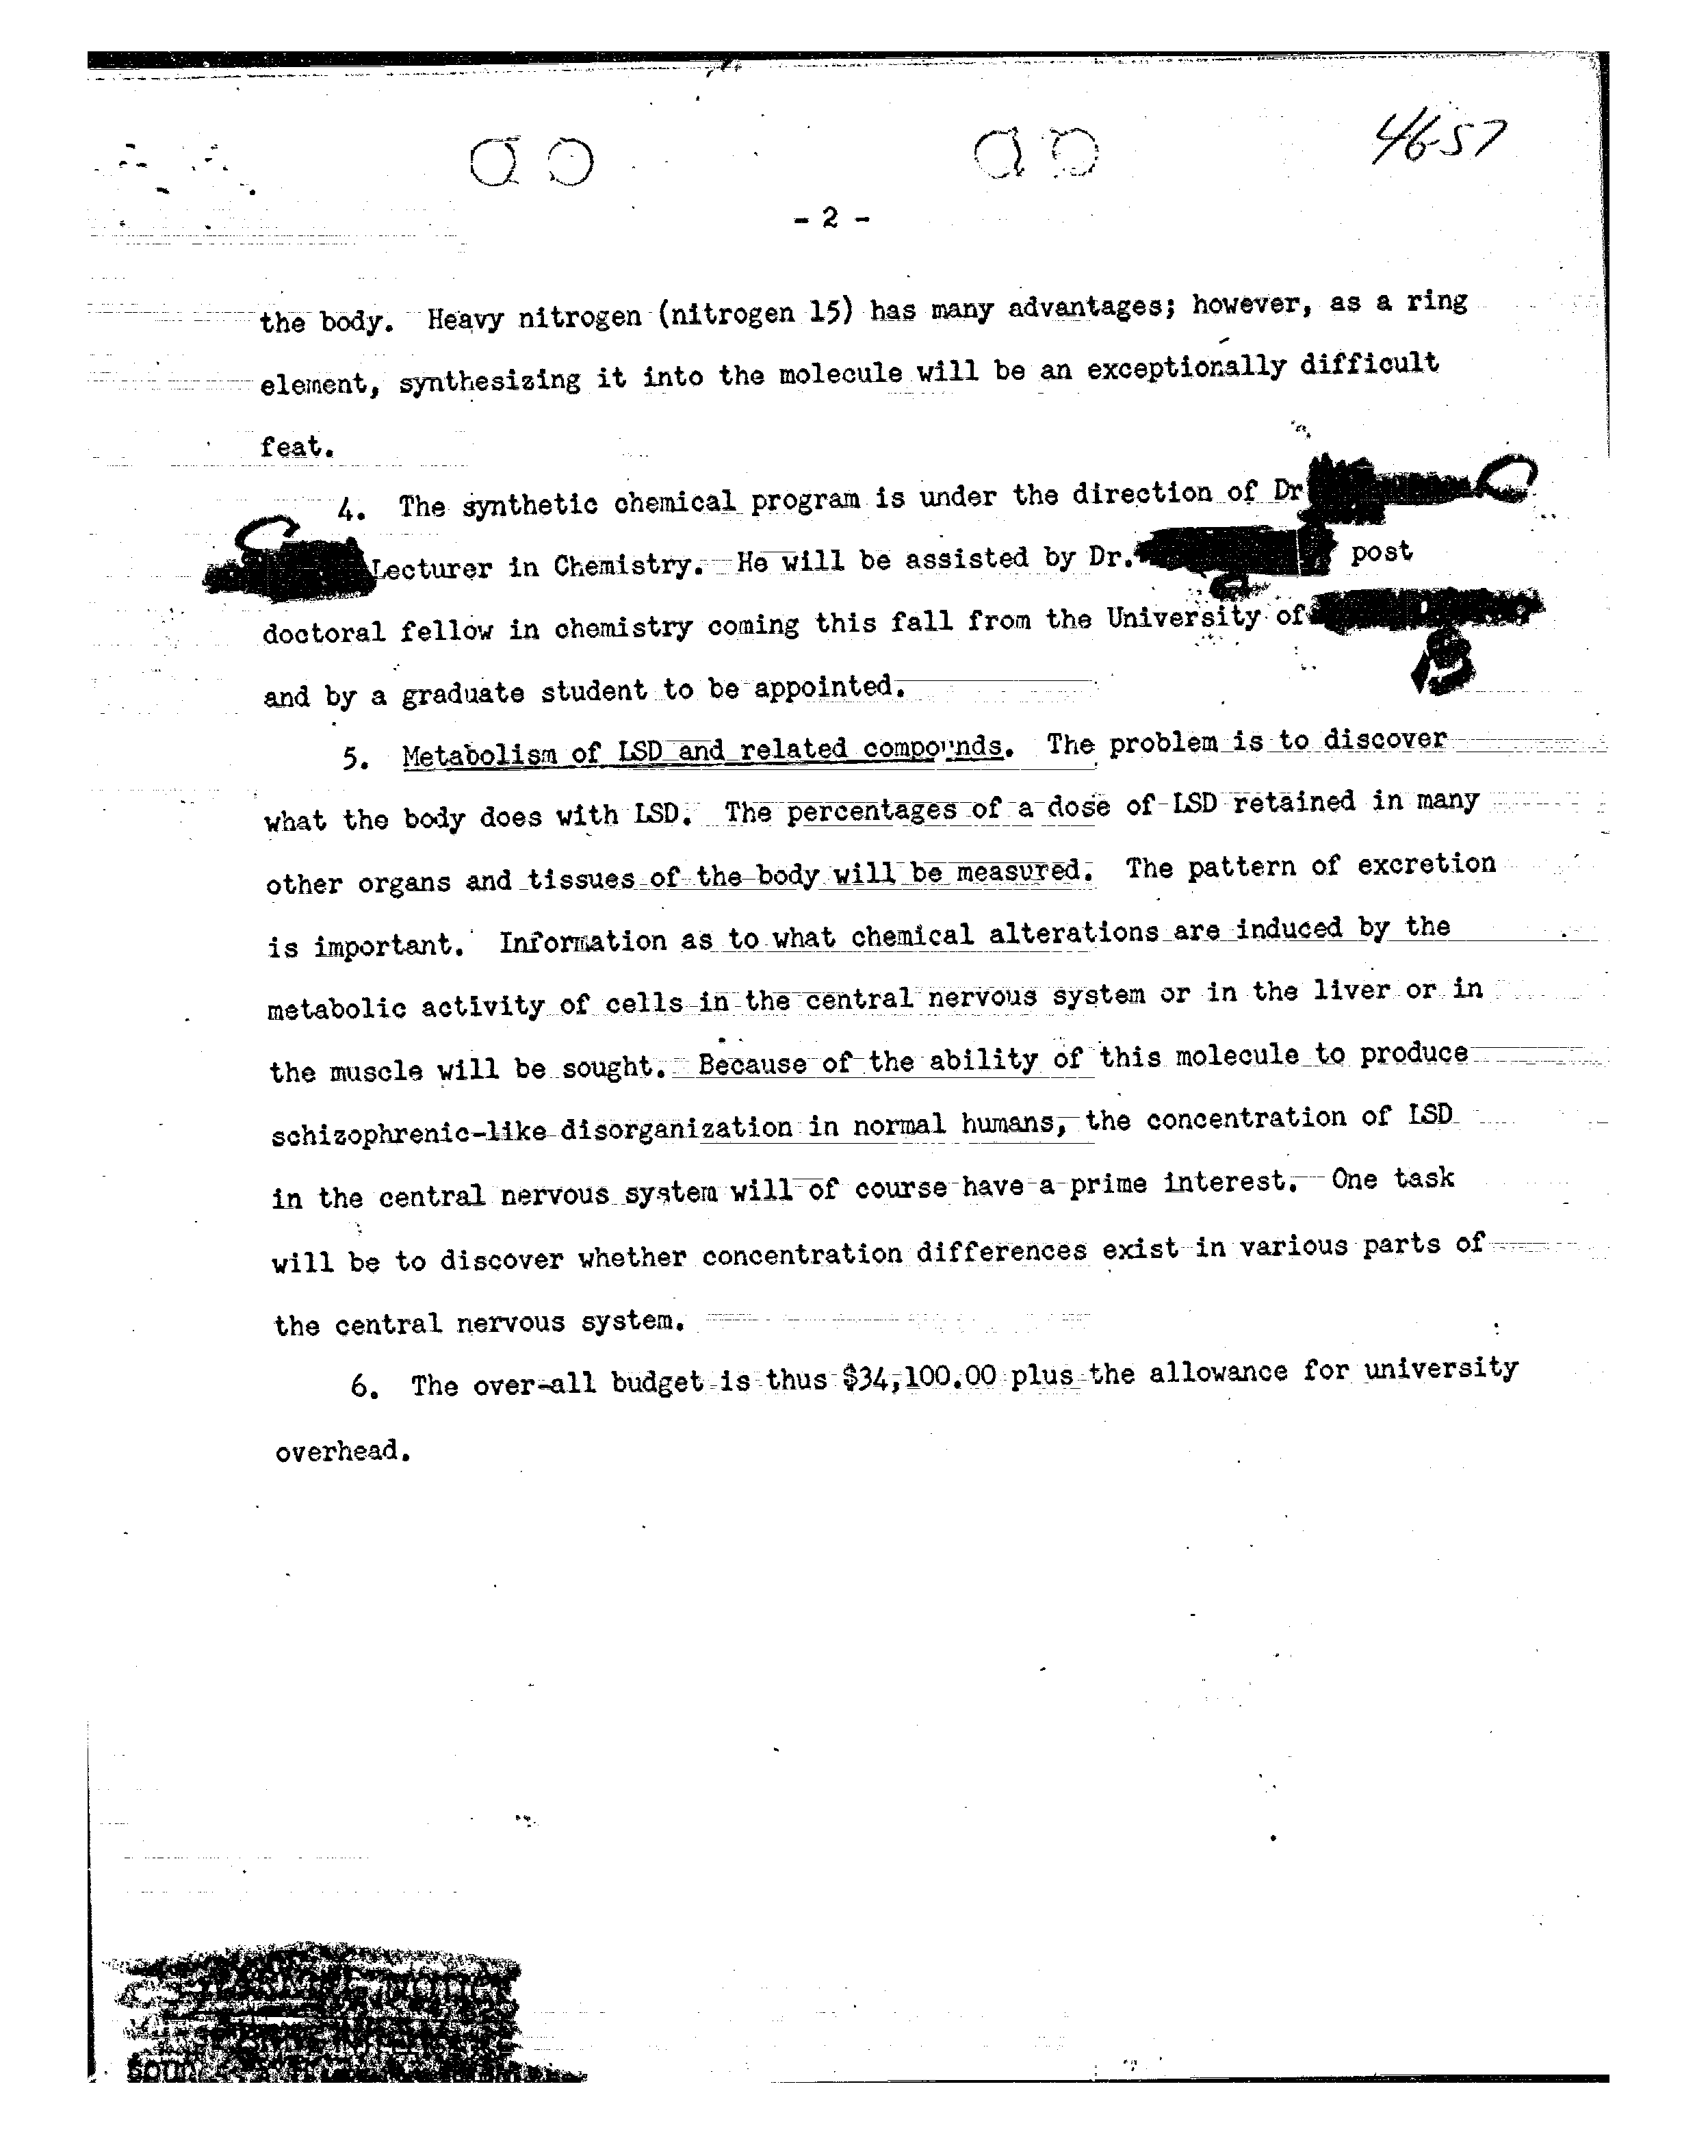 46-57
- 2 -
the body. Heavy nitrogen (nitrogen 15) has many advantages; however, as a ring
element, synthesizing it into the molecule will be an exceptionally difficult
feat.
4. The synthetic chemical program is under the direction of Dr
Lecturer in Chemistry. He will be assisted by Dr. post
doctoral fellow in chemistry coming this fall from the University of
and by a graduate student to be appointed.
5. Metabolism of LSD and related compounds. The problem is to discover
what the body does with LSD. The percentages of a dose of LSD retained in many
other organs and tissues of the body will be measured. The pattern of excretion
is important. Information as to what chemical alterations are induced by the
metabolic activity of cells in the central nervous system or in the liver or in
the muscle will be sought. Because of the ability of this molecule to produce
schizophrenic-like disorganization in normal humans, the concentration of LSD
in the central nervous system will of course have a prime interest. One task
will be to discover whether concentration differences exist in various parts of
the central nervous system.
6. The over-all budget is thus $34,100.00 plus the allowance for university
overhead.